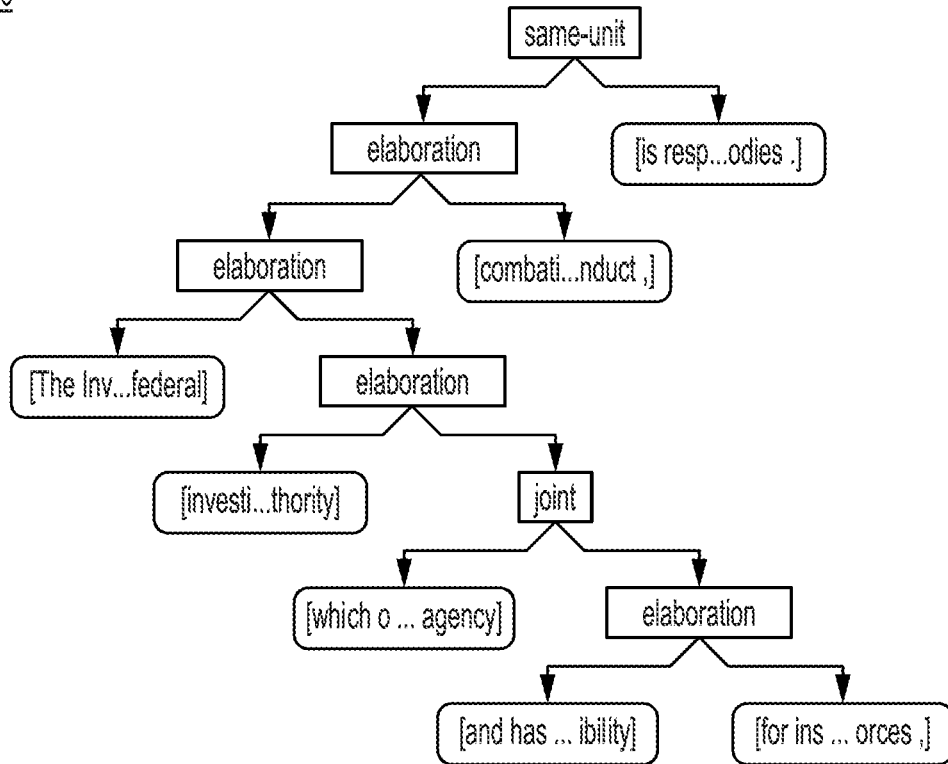 same-unit
elaboration
[is resp...odies .]
elaboration
[combati...nduct ,]
[The Inv...federal]
elaboration
[investi...thority]
joint
[which o ... agency]
elaboration
[and has ... ibility]
[for ins ... orces ,]